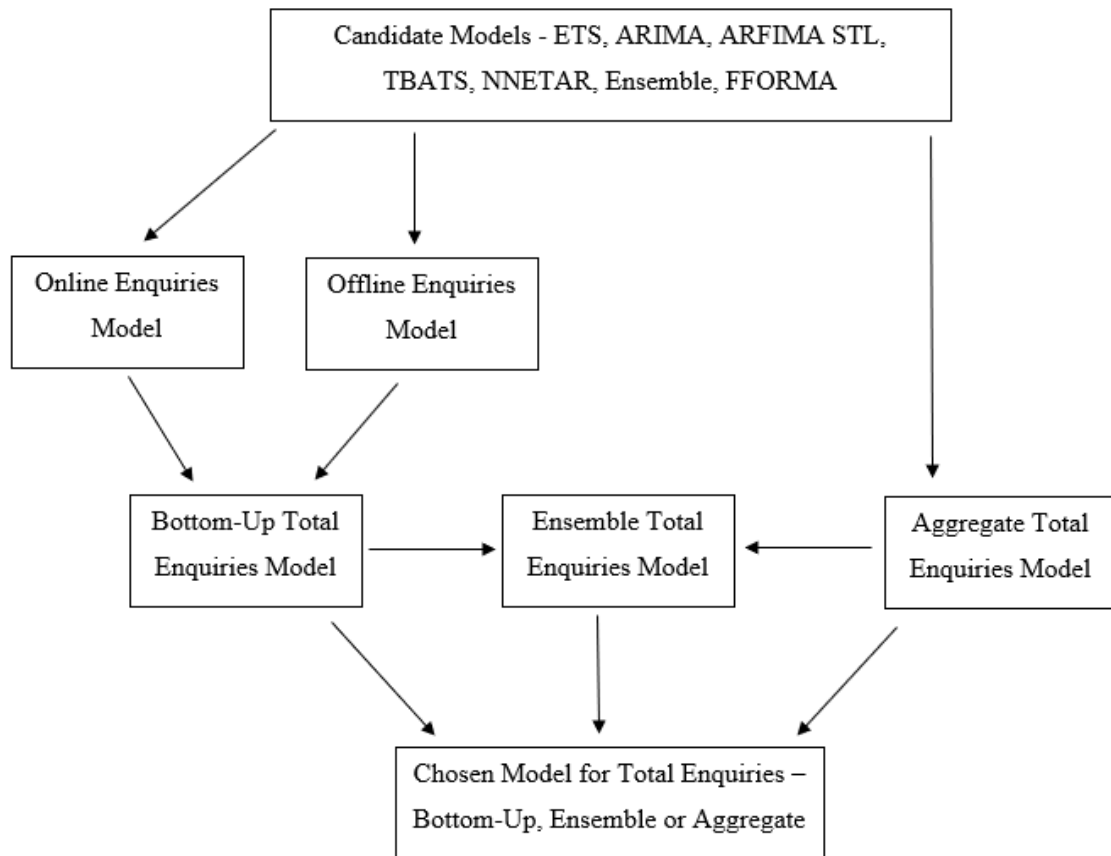 Candidate Models - ETS, ARIMA, ARFIMA STL,
TBATS, NNETAR, Ensemble, FFORMA
Online Enquiries
Model
Offline Enquiries
Model
Bottom-Up Total
Enquiries Model
Ensemble Total
Enquiries Model
Aggregate Total
Enquiries Model
Chosen Model for Total Enquiries –
Bottom-Up, Ensemble or Aggregate